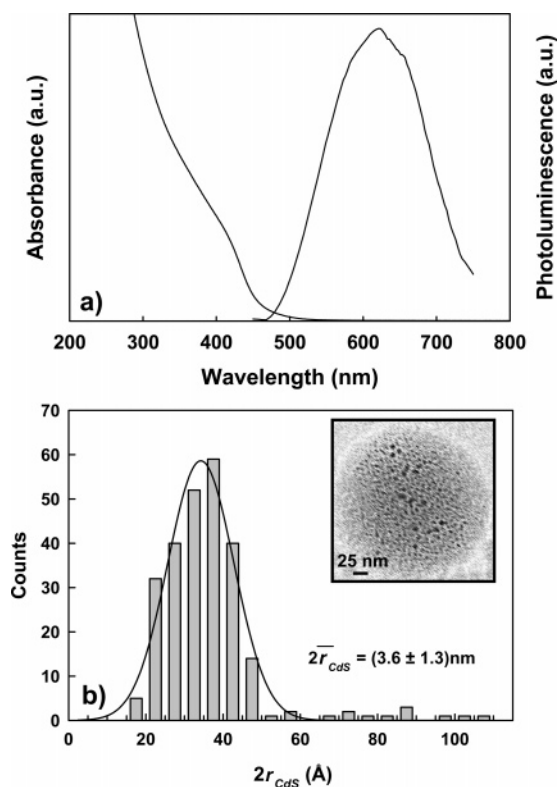 Absorbance (a.u.)
Photoluminescence (a.u.)
a)
200 300 400 500 600 700 800
Wavelength (nm)
70
60
50
40
30
20
10
0
Counts
25 nm
2r̅CdS = (3.6 ± 1.3)nm
b)
0 20 40 60 80 100
2rCdS (Å)